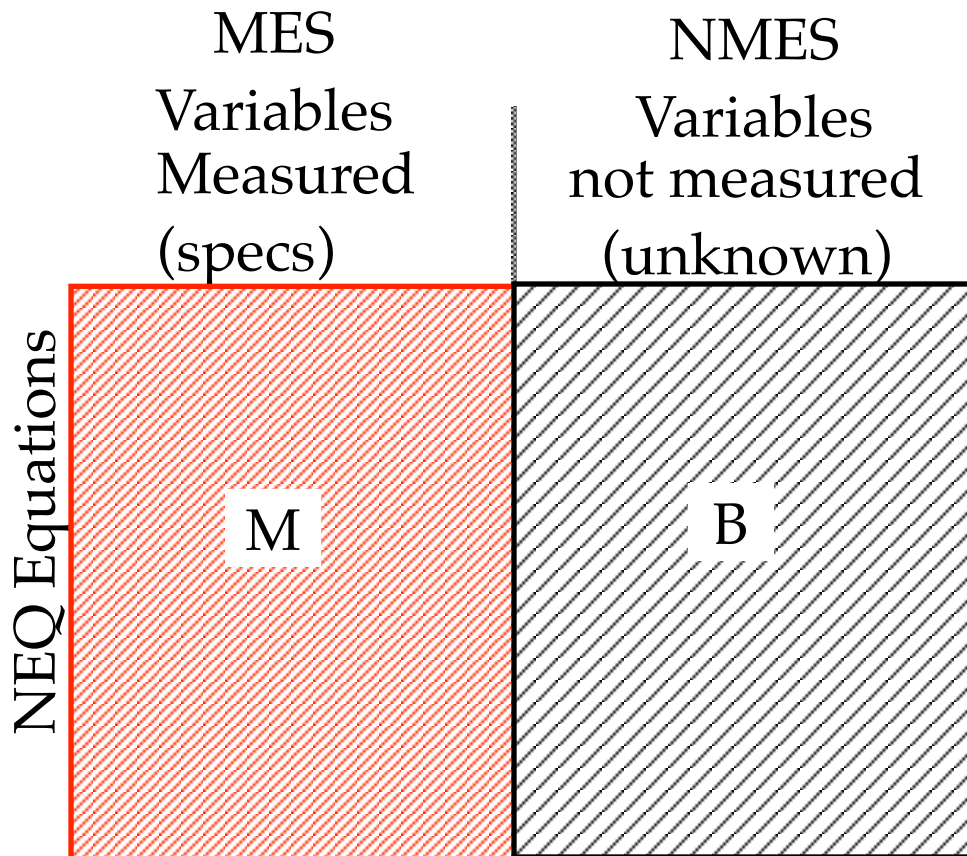 MES
Variables
Measured
(specs)
NMES
Variables
not measured
(unknown)
NEQ Equations
M
B